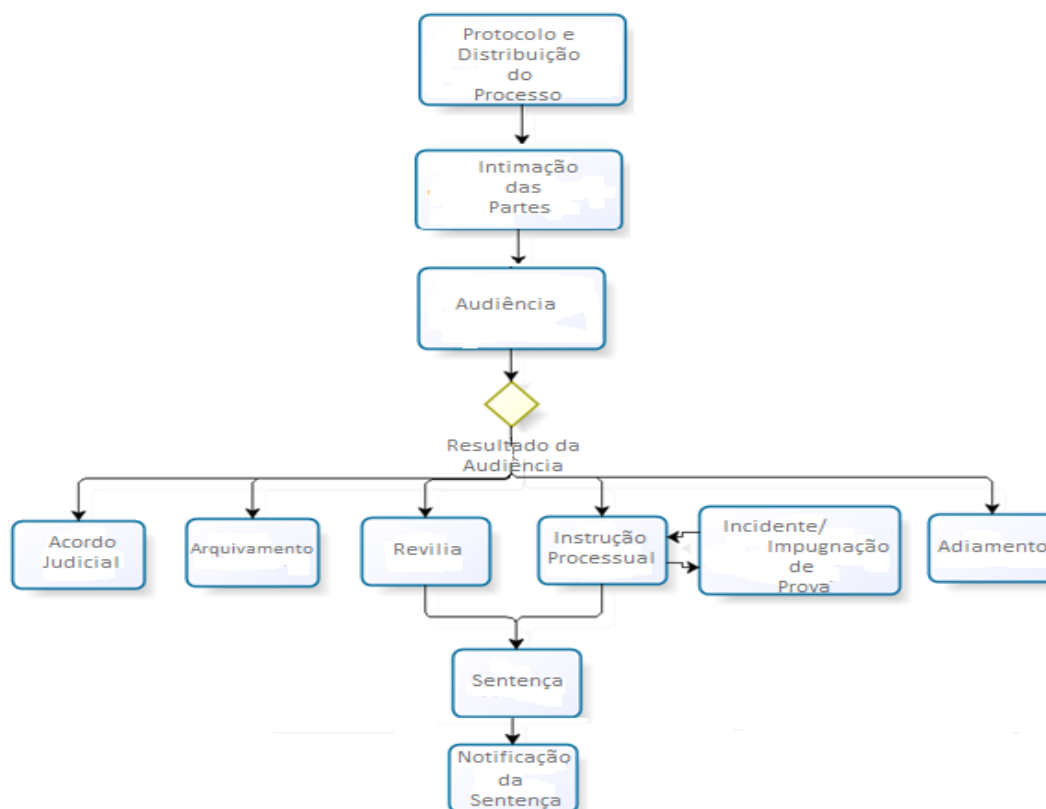 Protocolo e
Distribuição
do
Processo
Intimação
das
Partes
Audiência
Resultado da
Audiência
Acordo
Judicial
Arquivamento
Revilia
Instrução
Processual
Incidente/
Impugnação
de
Prova
Adiamento
Sentença
Notificação
da
Sentença